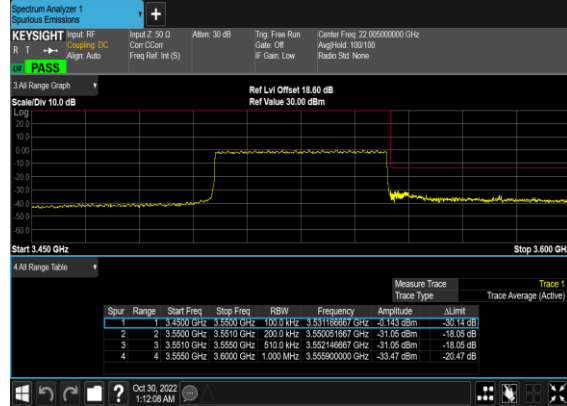 Spectrum Analyzer 1
Spurious Emissions
+
KEYSIGHT Input: RF Input Z: 50 Ω Atten: 30 dB Trig: Free Run Center Freq: 22.005000000 GHz
R T Coupling: DC Corr CCorr Gate: Off Avg|Hold: 100/100
Align: Auto Freq Ref: Int (S) IF Gain: Low Radio Std: None
LW PASS
3 All Range Graph
Ref Lvl Offset 18.60 dB
Scale/Div 10.0 dB Ref Value 30.00 dBm
Log
20.0
10.0
0.00
-10.0
-20.0
-30.0
-40.0
-50.0
-60.0
Start 3.450 GHz Stop 3.600 GHz
4 All Range Table
Measure Trace Trace 1
Trace Type Trace Average (Active)
Spur Range Start Freq Stop Freq RBW Frequency Amplitude ΔLimit
1 1 3.4500 GHz 3.5500 GHz 100.0 kHz 3.531166667 GHz -0.143 dBm -30.14 dB
2 2 3.5500 GHz 3.5510 GHz 200.0 kHz 3.550051667 GHz -31.05 dBm -18.05 dB
3 3 3.5510 GHz 3.5550 GHz 510.0 kHz 3.552146667 GHz -31.05 dBm -18.05 dB
4 4 3.5550 GHz 3.6000 GHz 1.000 MHz 3.555900000 GHz -33.47 dBm -20.47 dB
? Oct 30, 2022
1:12:08 AM